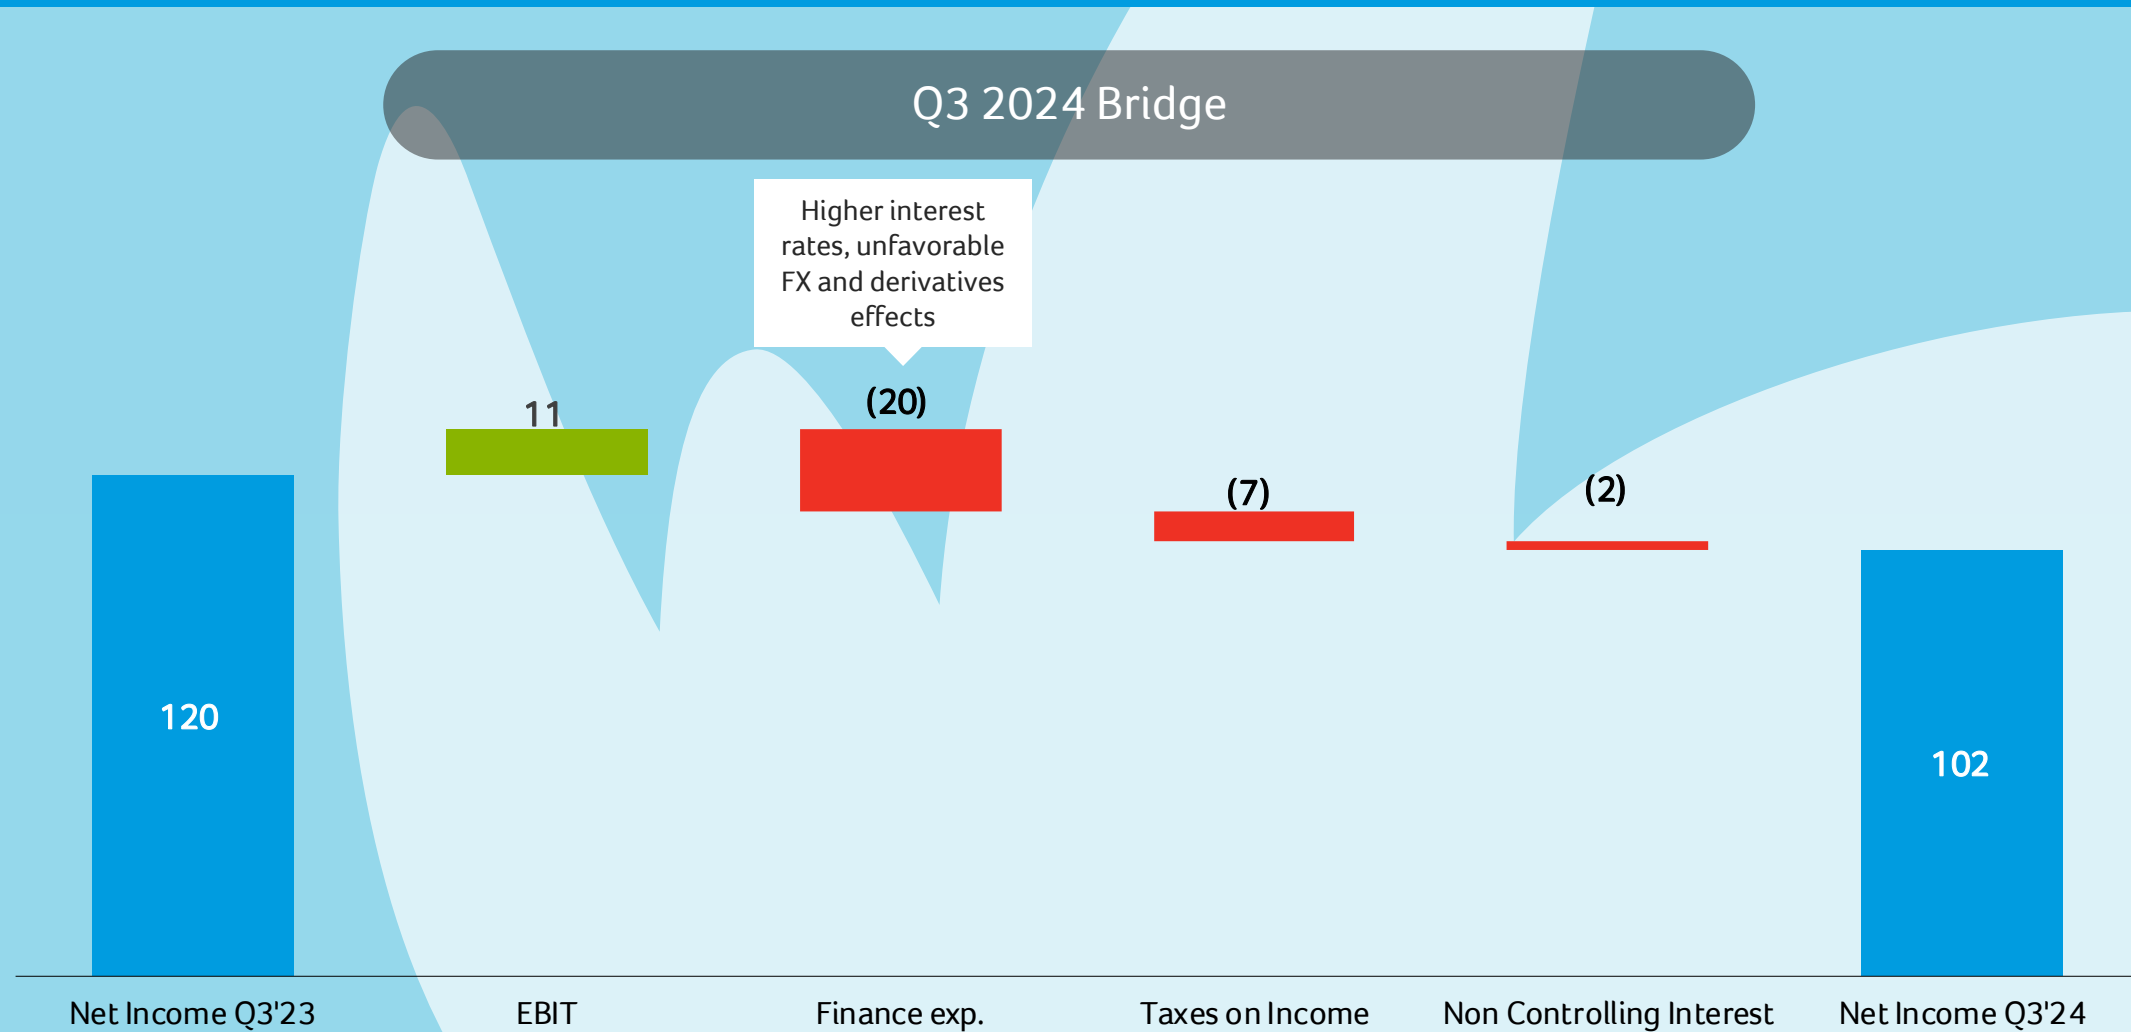 Q3 2024 Bridge
Higher interest
rates, unfavorable
FX and derivatives
effects
11
(20)
(7)
(2)
120
102
Net Income Q3'23
EBIT
Finance exp.
Taxes on Income
Non Controlling Interest
Net Income Q3'24